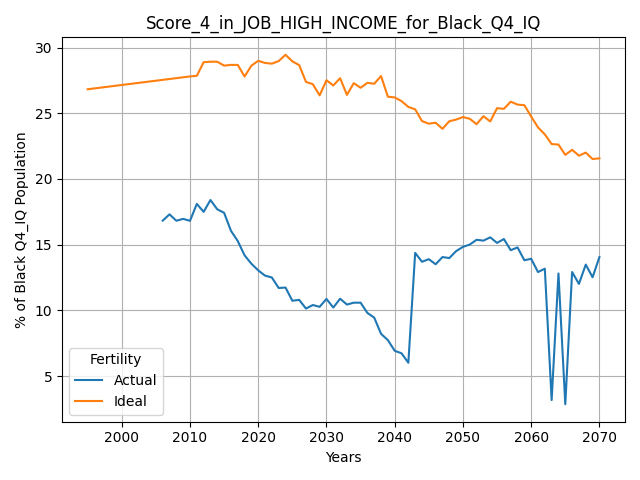 Score_4_in_JOB_HIGH_INCOME_for_Black_Q4_IQ
% of Black Q4_IQ Population
30
25
20
15
10
5
Fertility
Actual
Ideal
2000 2010 2020 2030 2040 2050 2060 2070
Years